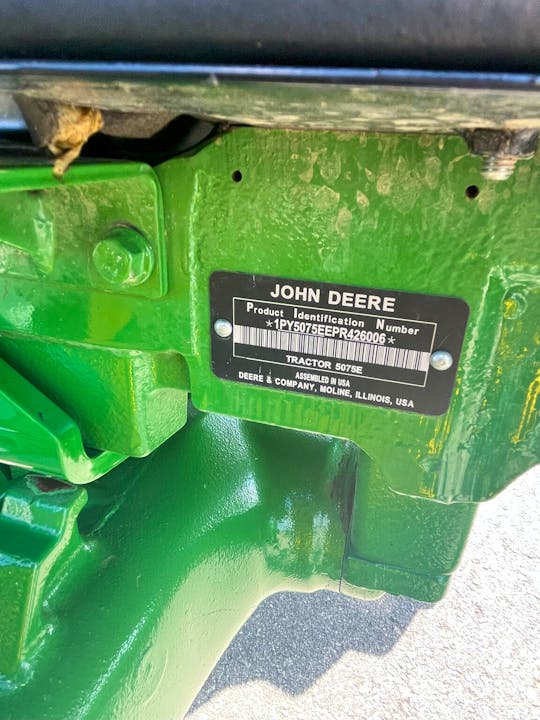 JOHN DEERE
Product Identification Number
*1PY5075EEPR426006*
TRACTOR 5075E
ASSEMBLED IN USA
DEERE & COMPANY, MOLINE, ILLINOIS, USA